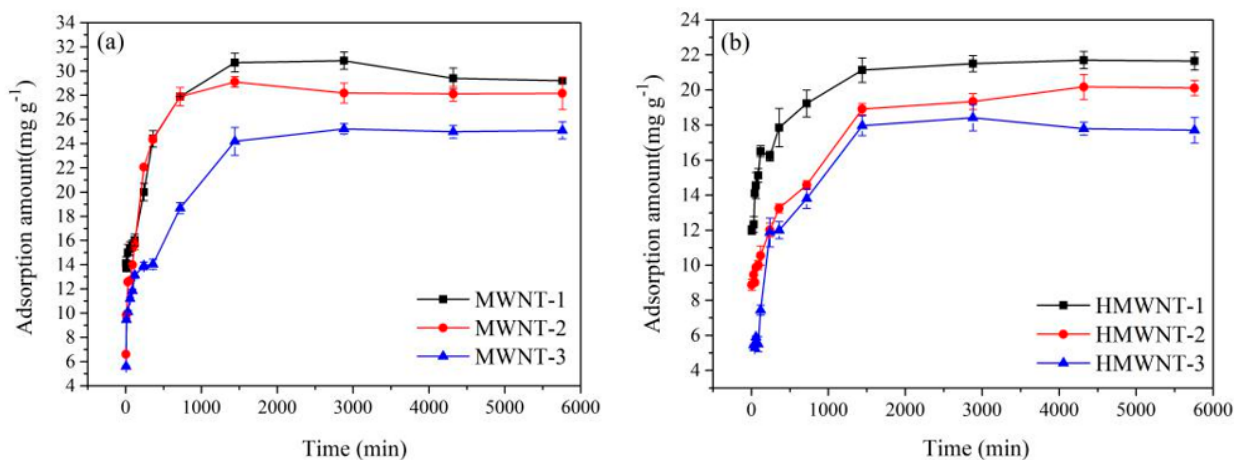 (a)
Adsorption amount(mg g⁻¹)
34
32
30
28
26
24
22
20
18
16
14
12
10
8
6
4
MWNT-1
MWNT-2
MWNT-3
0 1000 2000 3000 4000 5000 6000
Time (min)
(b)
Adsorption amount(mg g⁻¹)
24
22
20
18
16
14
12
10
8
6
4
HMWNT-1
HMWNT-2
HMWNT-3
0 1000 2000 3000 4000 5000 6000
Time (min)